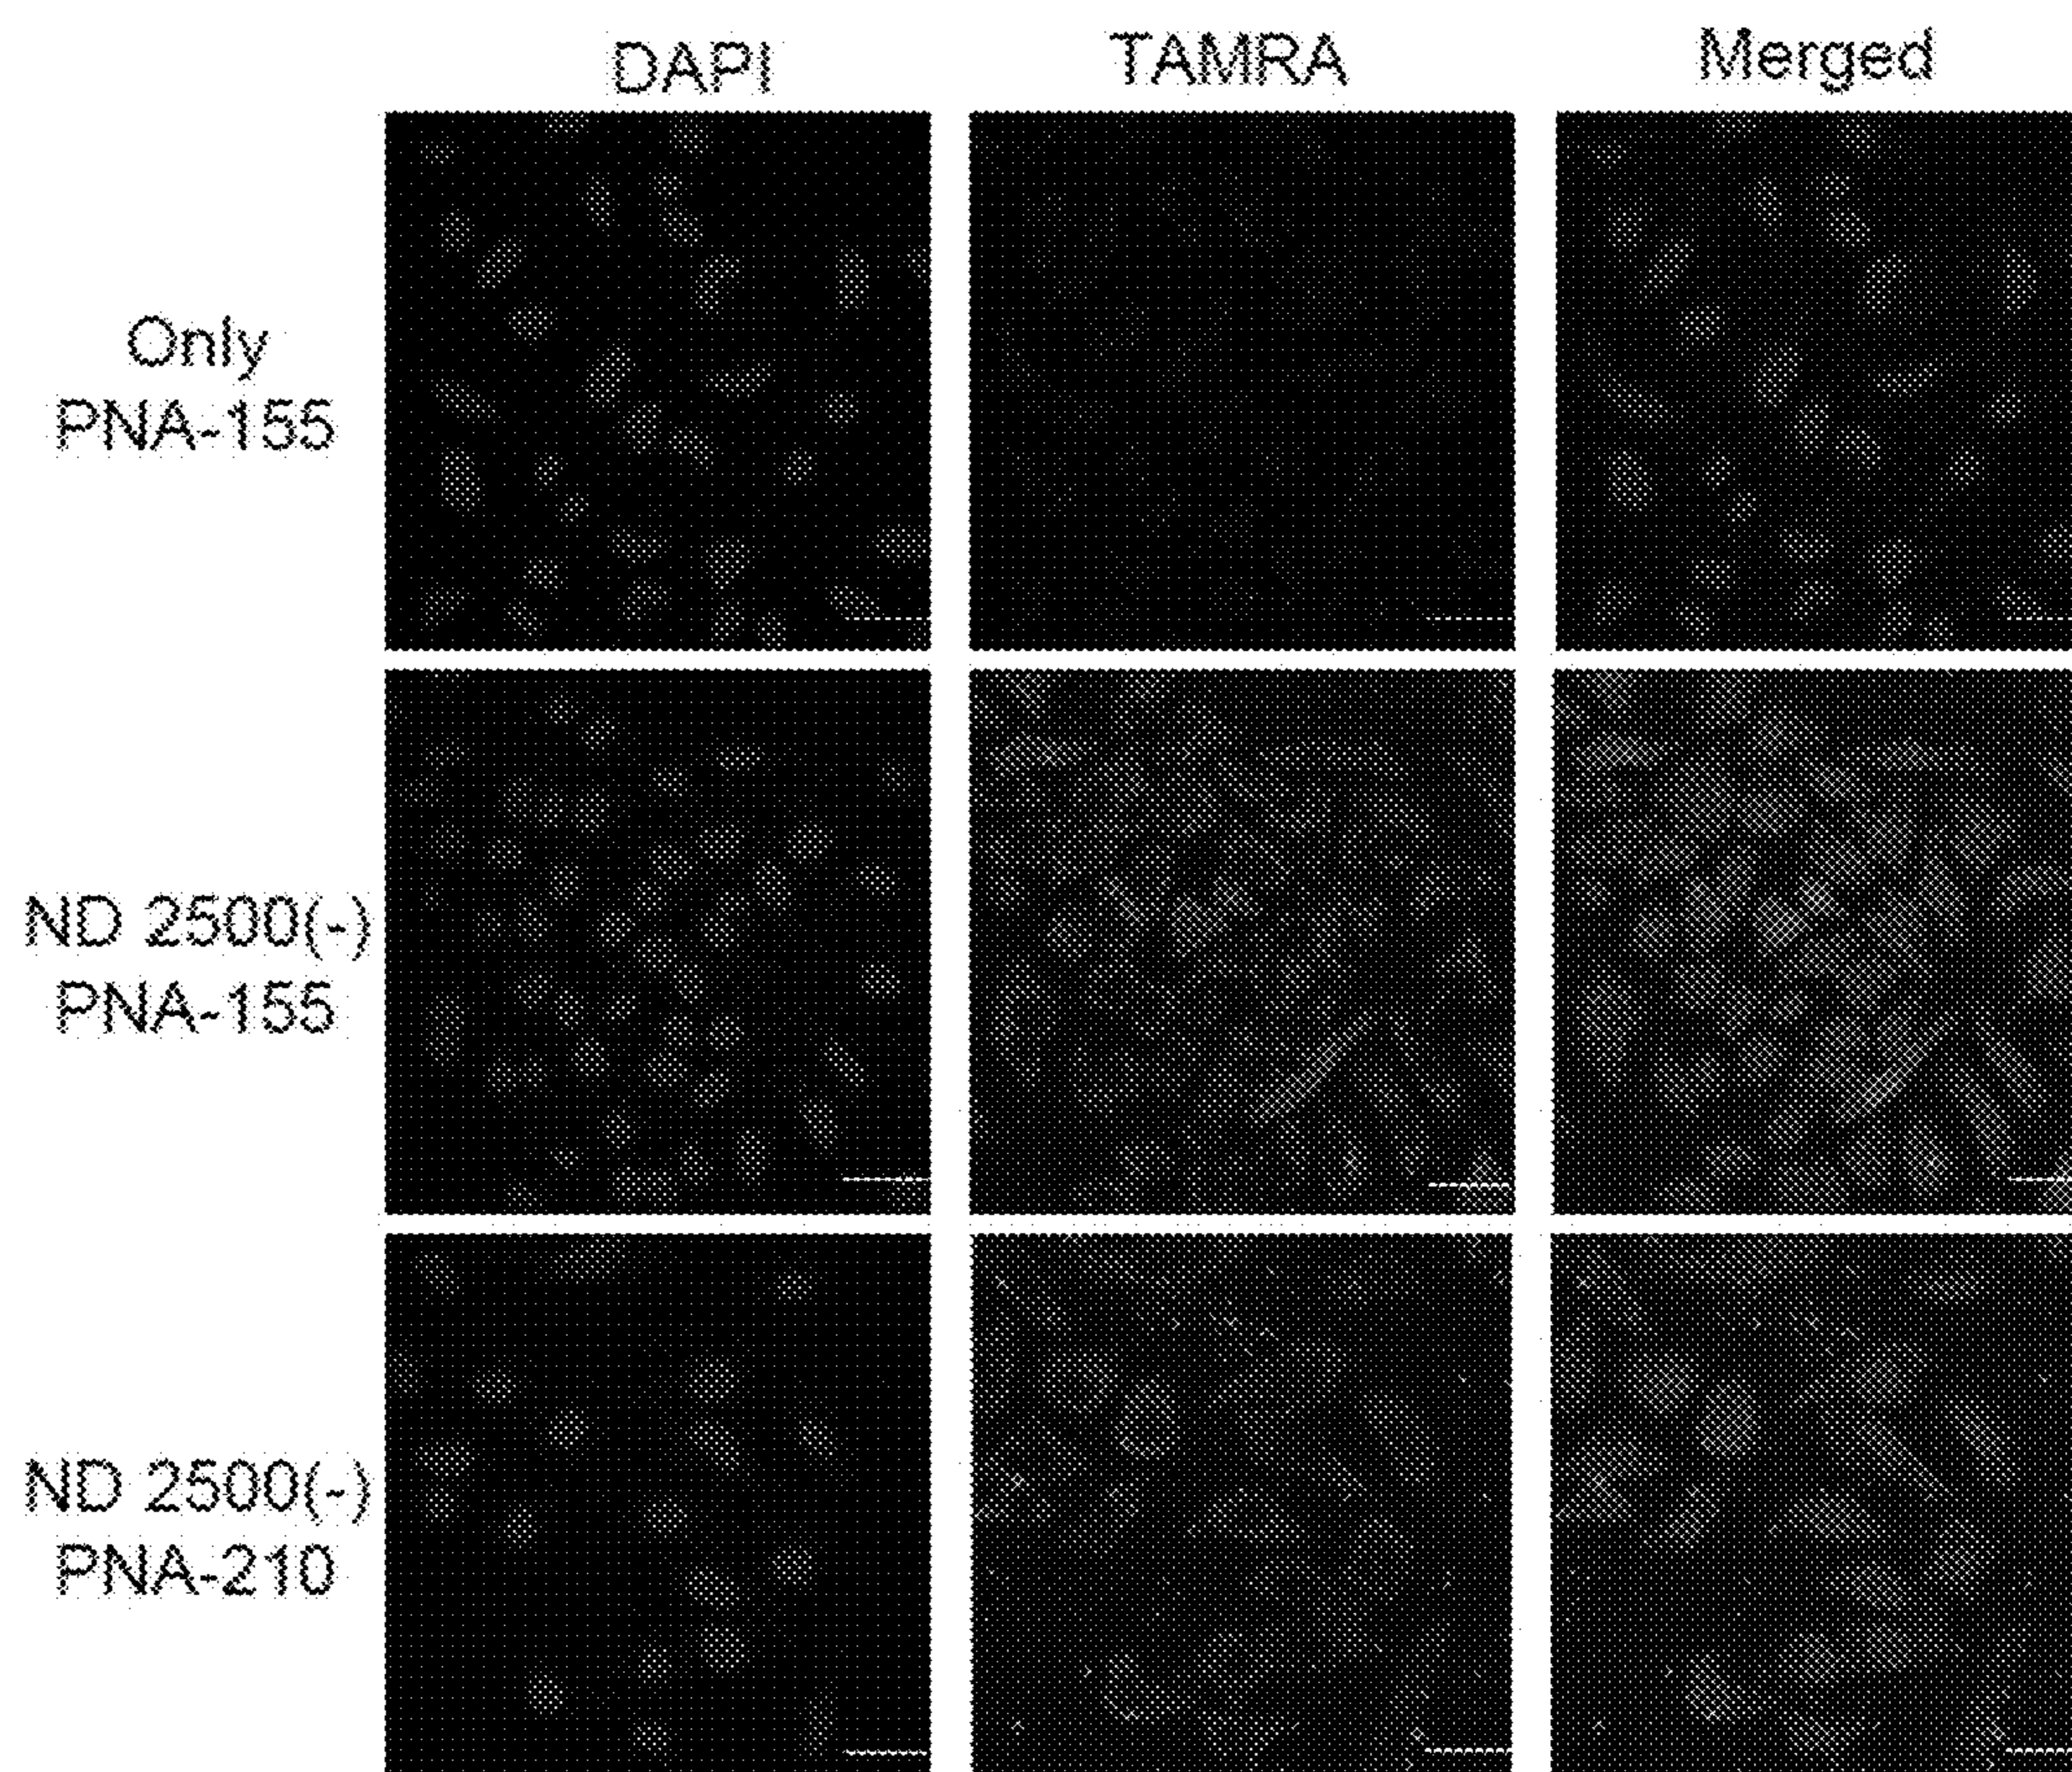 DAPI TAMRA Merged
Only
PNA-155
ND 2500(-)
PNA-155
ND 2500(-)
PNA-210